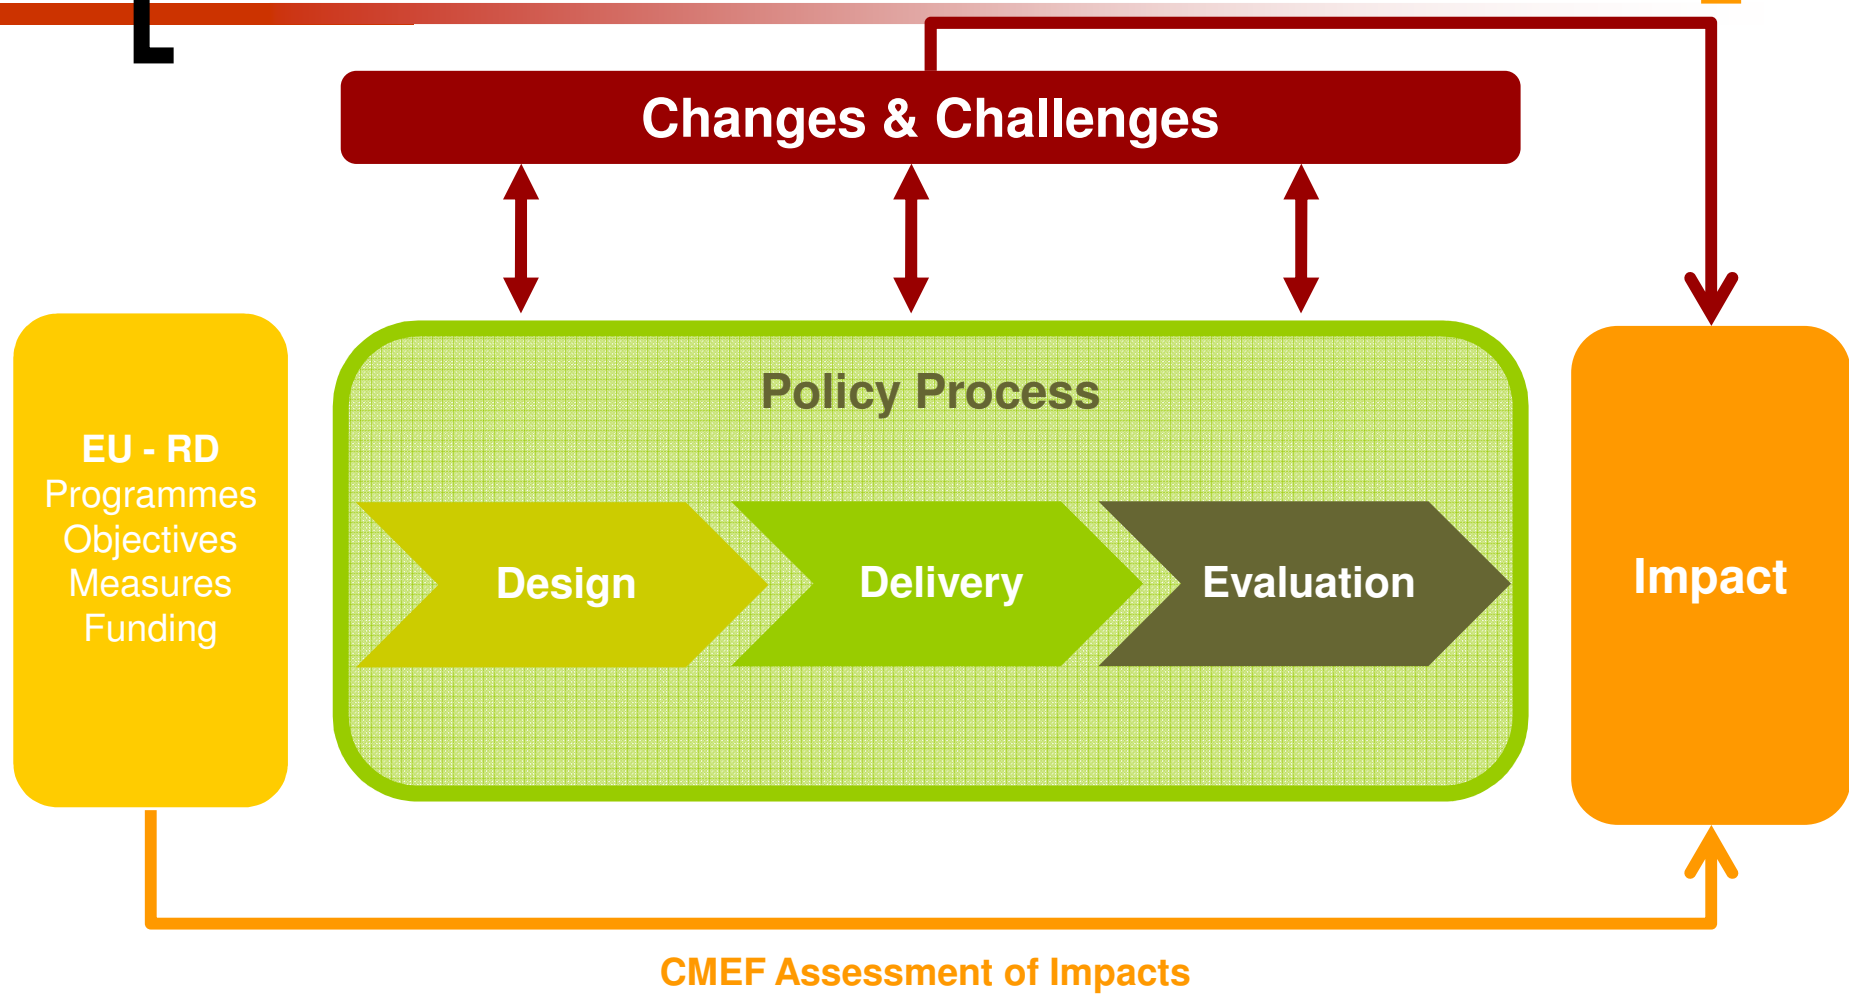 Changes & Challenges
Policy Process
EU - RD
Programmes
Objectives
Measures
Funding
Design
Delivery
Evaluation
Impact
CMEF Assessment of Impacts